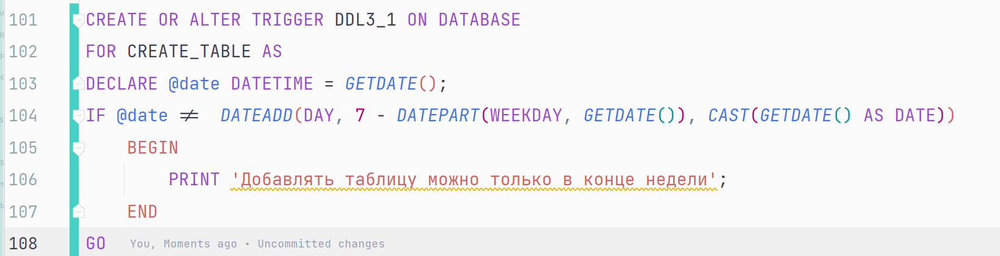 101 CREATE OR ALTER TRIGGER DDL3_1 ON DATABASE
102 FOR CREATE_TABLE AS
103 DECLARE @date DATETIME = GETDATE();
104 IF @date ≠ DATEADD(DAY, 7 - DATEPART(WEEKDAY, GETDATE()), CAST(GETDATE() AS DATE))
105 BEGIN
106 PRINT 'Добавлять таблицу можно только в конце недели';
107 END
108 GO You, Moments ago • Uncommitted changes